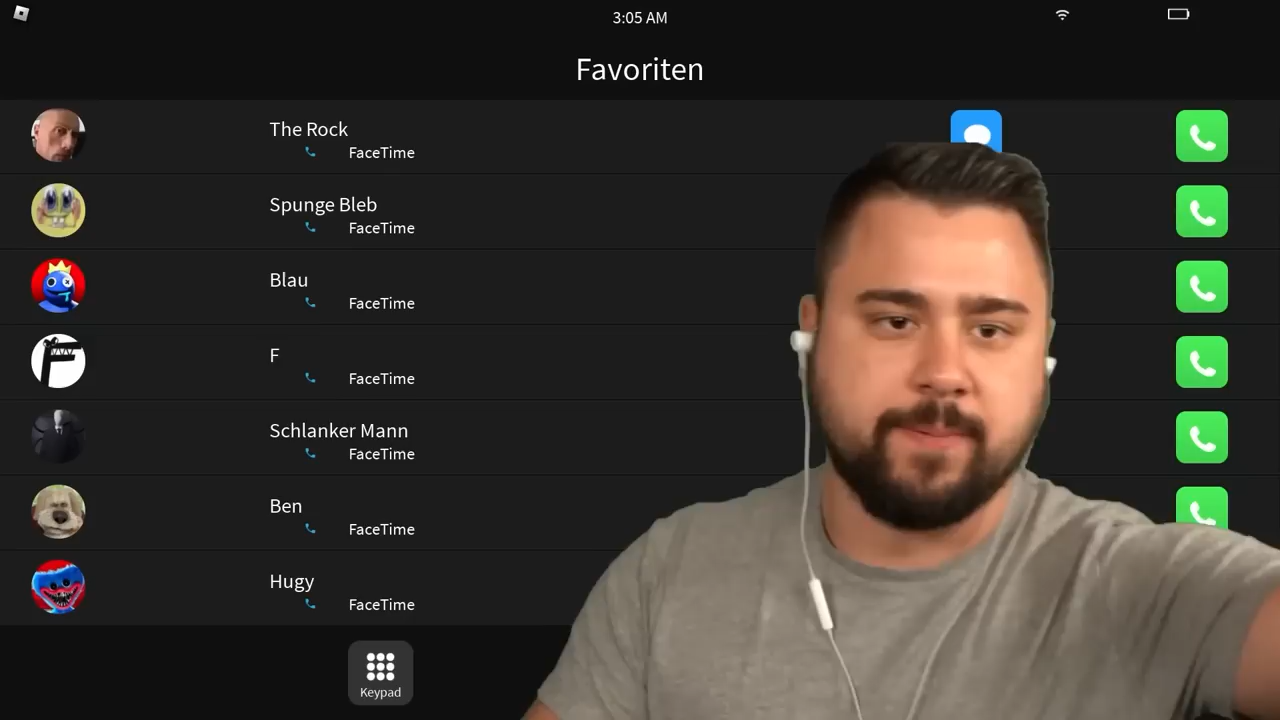 3:05 AM
Favoriten
The Rock
FaceTime
Spunge Bleb
FaceTime
Blau
FaceTime
F
FaceTime
Schlanker Mann
FaceTime
Ben
FaceTime
Hugy
FaceTime
Keypad